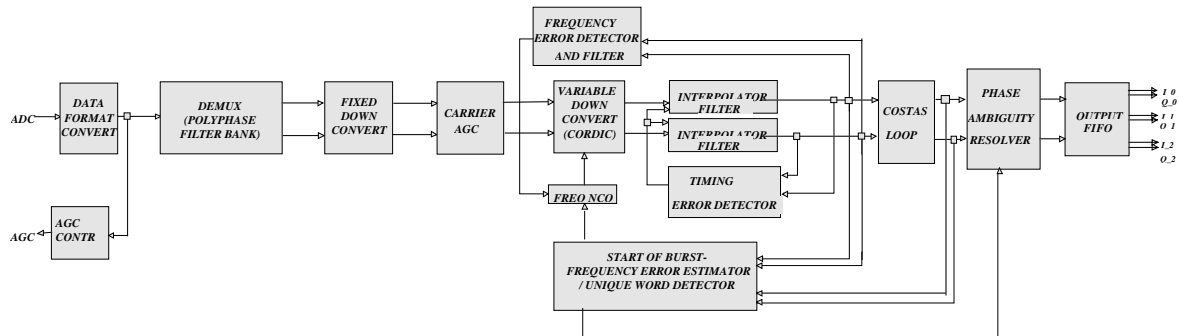 FREQUENCY
ERROR DETECTOR
AND FILTER
ADC
DATA
FORMAT
CONVERT
DEMUX
(POLYPHASE
FILTER BANK)
FIXED
DOWN
CONVERT
CARRIER
AGC
VARIABLE
DOWN
CONVERT
(CORDIC)
INTERPOLATOR
FILTER
INTERPOLATOR
FILTER
TIMING
ERROR DETECTOR
COSTAS
LOOP
PHASE
AMBIGUITY
RESOLVER
OUTPUT
FIFO
I_0
Q_0
I_1
Q_1
I_2
Q_2
FREQ NCO
AGC
AGC
CONTR
START OF BURST-
FREQUENCY ERROR ESTIMATOR
/ UNIQUE WORD DETECTOR